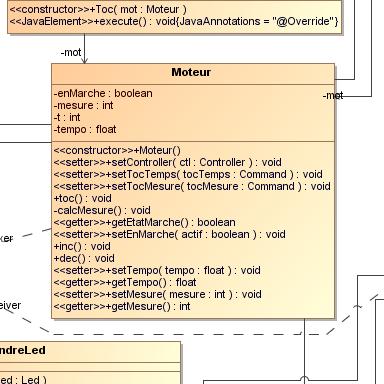 <<constructor>>+Toc( mot : Moteur )
<<JavaElement>>+execute() : void{JavaAnnotations = "@Override"}
-mot
Moteur
-enMarche : boolean
-mesure : int
-t : int
-tempo : float
-mot
<<constructor>>+Moteur()
<<setter>>+setController( ctl : Controller ) : void
<<setter>>+setTocTemps( tocTemps : Command ) : void
<<setter>>+setTocMesure( tocMesure : Command ) : void
+toc() : void
-calcMesure() : void
<<getter>>+getEtatMarche() : boolean
<<setter>>+setEnMarche( actif : boolean ) : void
+inc() : void
+dec() : void
<<setter>>+setTempo( tempo : float ) : void
<<getter>>+getTempo() : float
<<setter>>+setMesure( mesure : int ) : void
<<getter>>+getMesure() : int
ker
eiver
ndreLed
ed : Led )